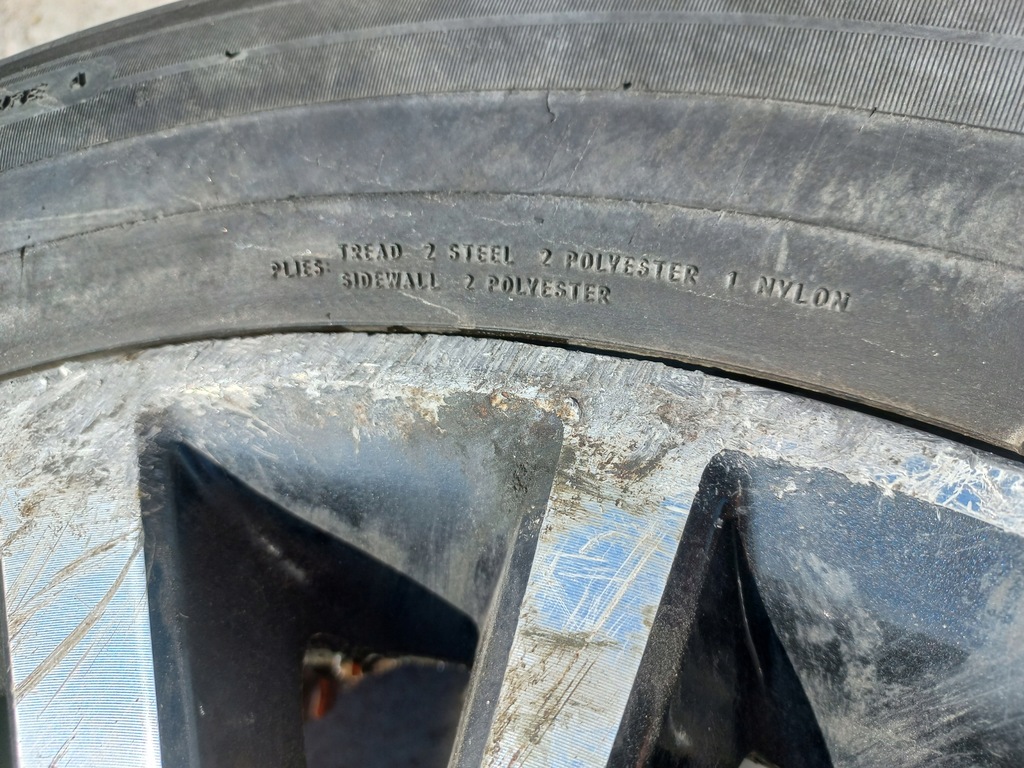 PLIES: TREAD 2 STEEL 2 POLYESTER 1 NYLON
SIDEWALL 2 POLYESTER